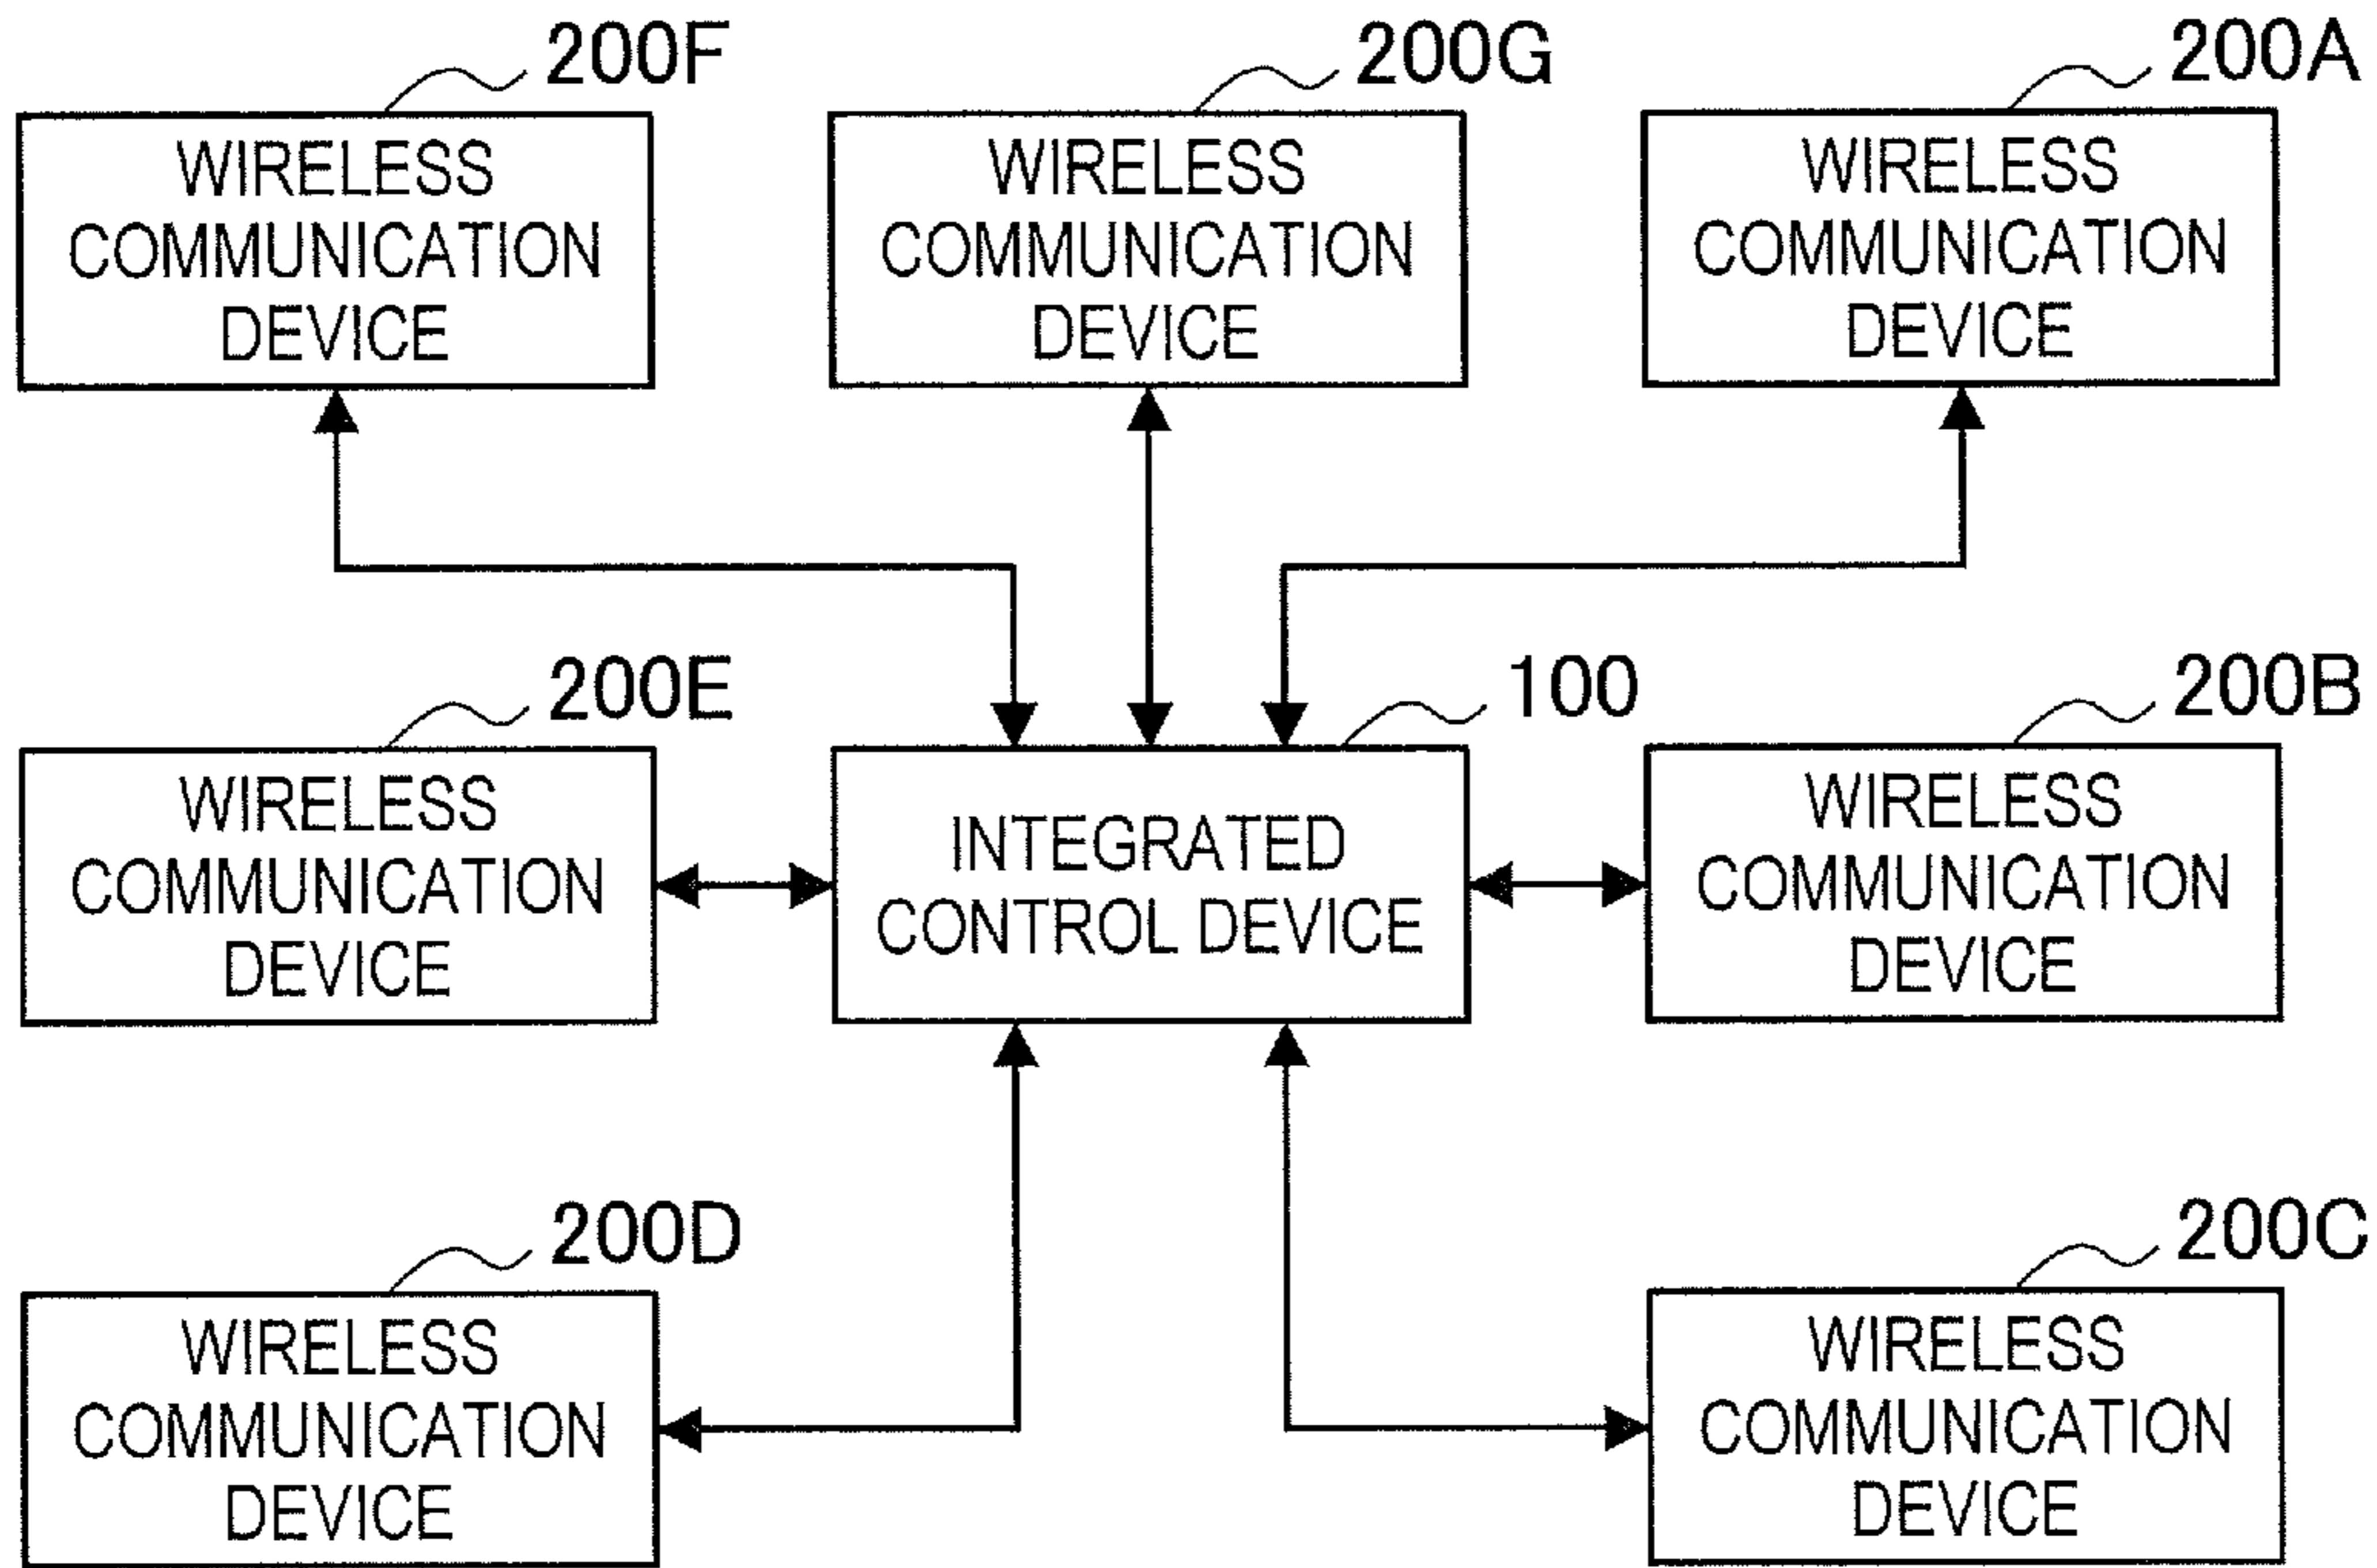 200F
WIRELESS
COMMUNICATION
DEVICE
200G
WIRELESS
COMMUNICATION
DEVICE
200A
WIRELESS
COMMUNICATION
DEVICE
200E
WIRELESS
COMMUNICATION
DEVICE
100
INTEGRATED
CONTROL DEVICE
200B
WIRELESS
COMMUNICATION
DEVICE
200D
WIRELESS
COMMUNICATION
DEVICE
200C
WIRELESS
COMMUNICATION
DEVICE